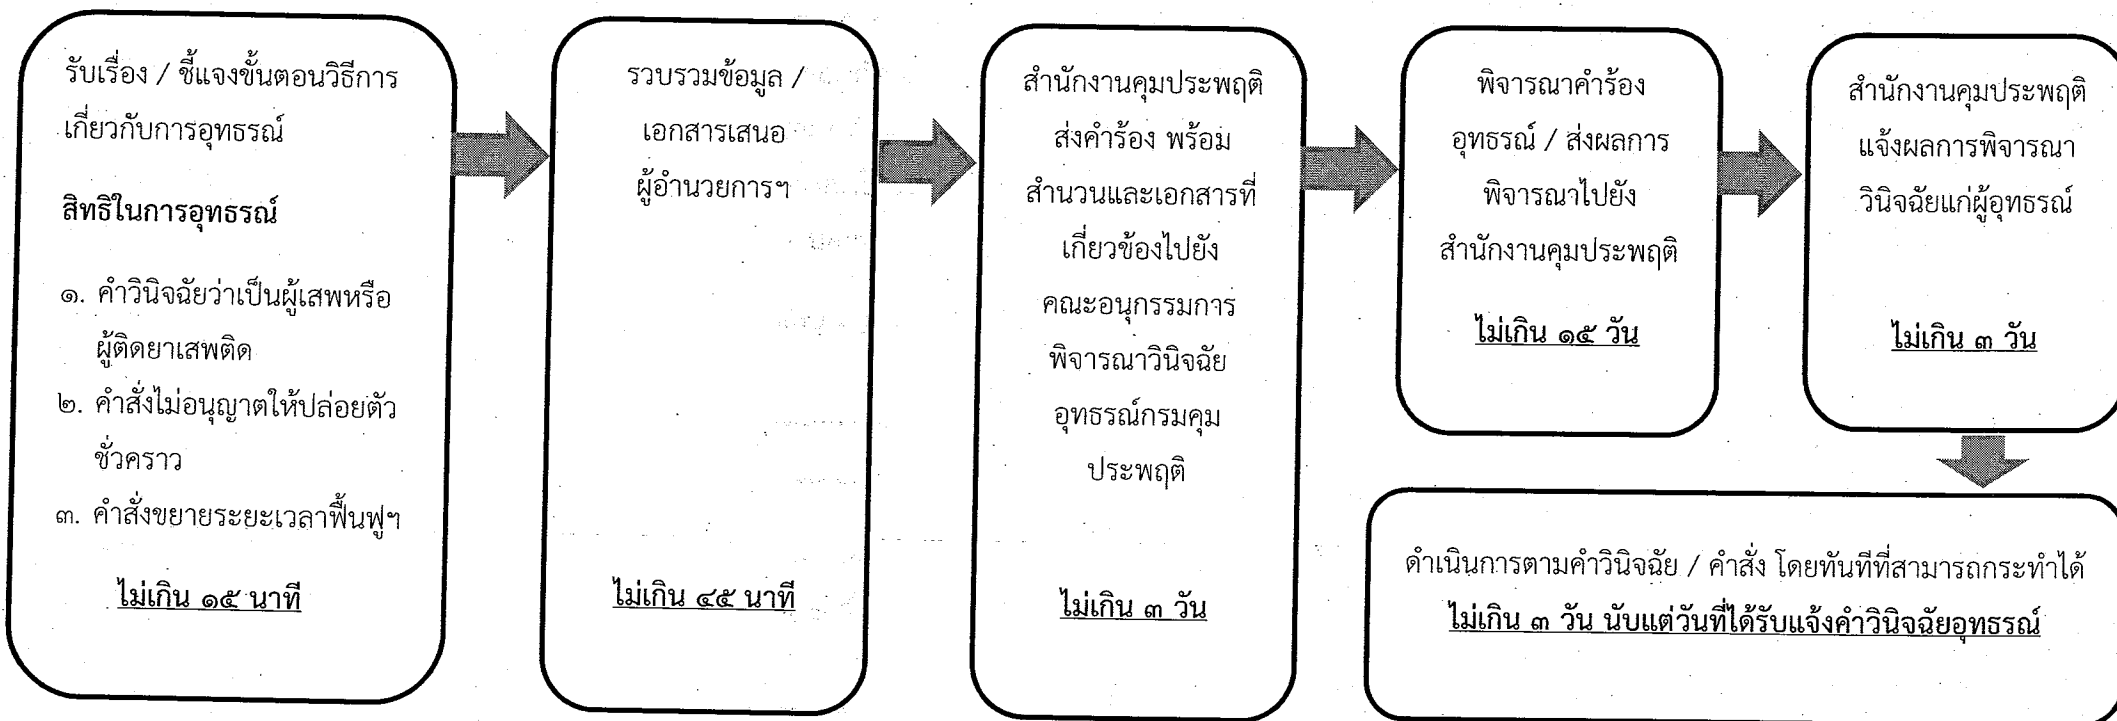 รับเรื่อง / ชี้แจงขั้นตอนวิธีการ
เกี่ยวกับการอุทธรณ์
สิทธิในการอุทธรณ์
๑. คำวินิจฉัยว่าเป็นผู้เสพหรือ
ผู้ติดยาเสพติด
๒. คำสั่งไม่อนุญาตให้ปล่อยตัว
ชั่วคราว
๓. คำสั่งขยายระยะเวลาฟื้นฟูฯ
ไม่เกิน ๑๕ นาที
รวบรวมข้อมูล /
เอกสารเสนอ
ผู้อำนวยการฯ
ไม่เกิน ๔๕ นาที
สำนักงานคุมประพฤติ
ส่งคำร้อง พร้อม
สำนวนและเอกสารที่
เกี่ยวข้องไปยัง
คณะอนุกรรมการ
พิจารณาวินิจฉัย
อุทธรณ์กรมคุม
ประพฤติ
ไม่เกิน ๓ วัน
พิจารณาคำร้อง
อุทธรณ์ / ส่งผลการ
พิจารณาไปยัง
สำนักงานคุมประพฤติ
ไม่เกิน ๑๕ วัน
สำนักงานคุมประพฤติ
แจ้งผลการพิจารณา
วินิจฉัยแก่ผู้อุทธรณ์
ไม่เกิน ๓ วัน
ดำเนินการตามคำวินิจฉัย / คำสั่ง โดยทันทีที่สามารถกระทำได้
ไม่เกิน ๓ วัน นับแต่วันที่ได้รับแจ้งคำวินิจฉัยอุทธรณ์